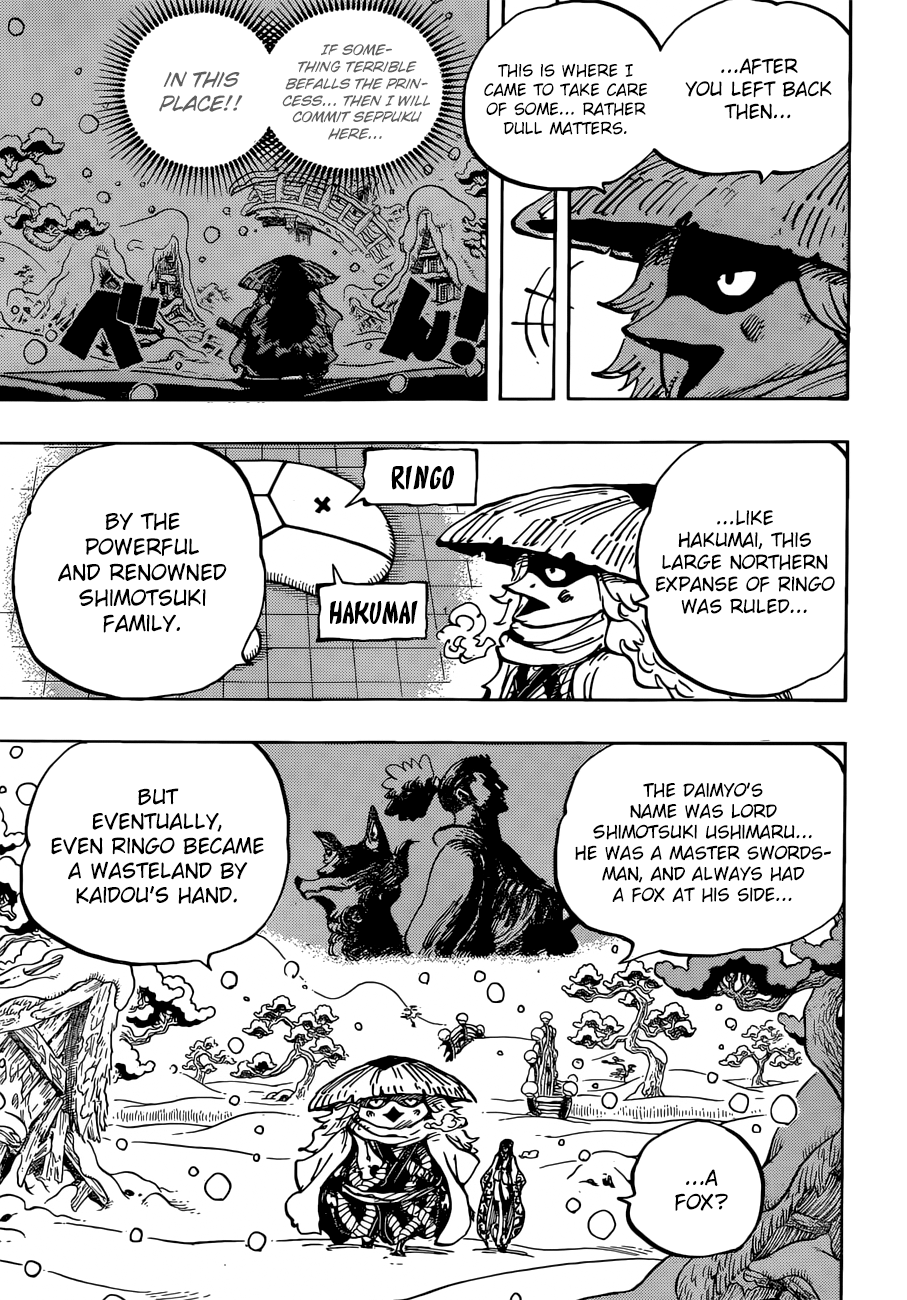 ...AFTER
YOU LEFT BACK
THEN...
THIS IS WHERE I
CAME TO TAKE CARE
OF SOME... RATHER
DULL MATTERS.
IF SOME-
THING TERRIBLE
BEFALLS THE PRIN-
CESS... THEN I WILL
COMMIT SEPPUKU
HERE...
IN THIS
PLACE!!
べん!
...LIKE
HAKUMAI, THIS
LARGE NORTHERN
EXPANSE OF RINGO
WAS RULED...
RINGO
HAKUMAI
BY THE
POWERFUL
AND RENOWNED
SHIMOTSUKI
FAMILY.
THE DAIMYO'S
NAME WAS LORD
SHIMOTSUKI USHIMARU...
HE WAS A MASTER SWORDS-
MAN, AND ALWAYS HAD
A FOX AT HIS SIDE...
BUT
EVENTUALLY,
EVEN RINGO BECAME
A WASTELAND BY
KAIDOU'S HAND.
...A
FOX?